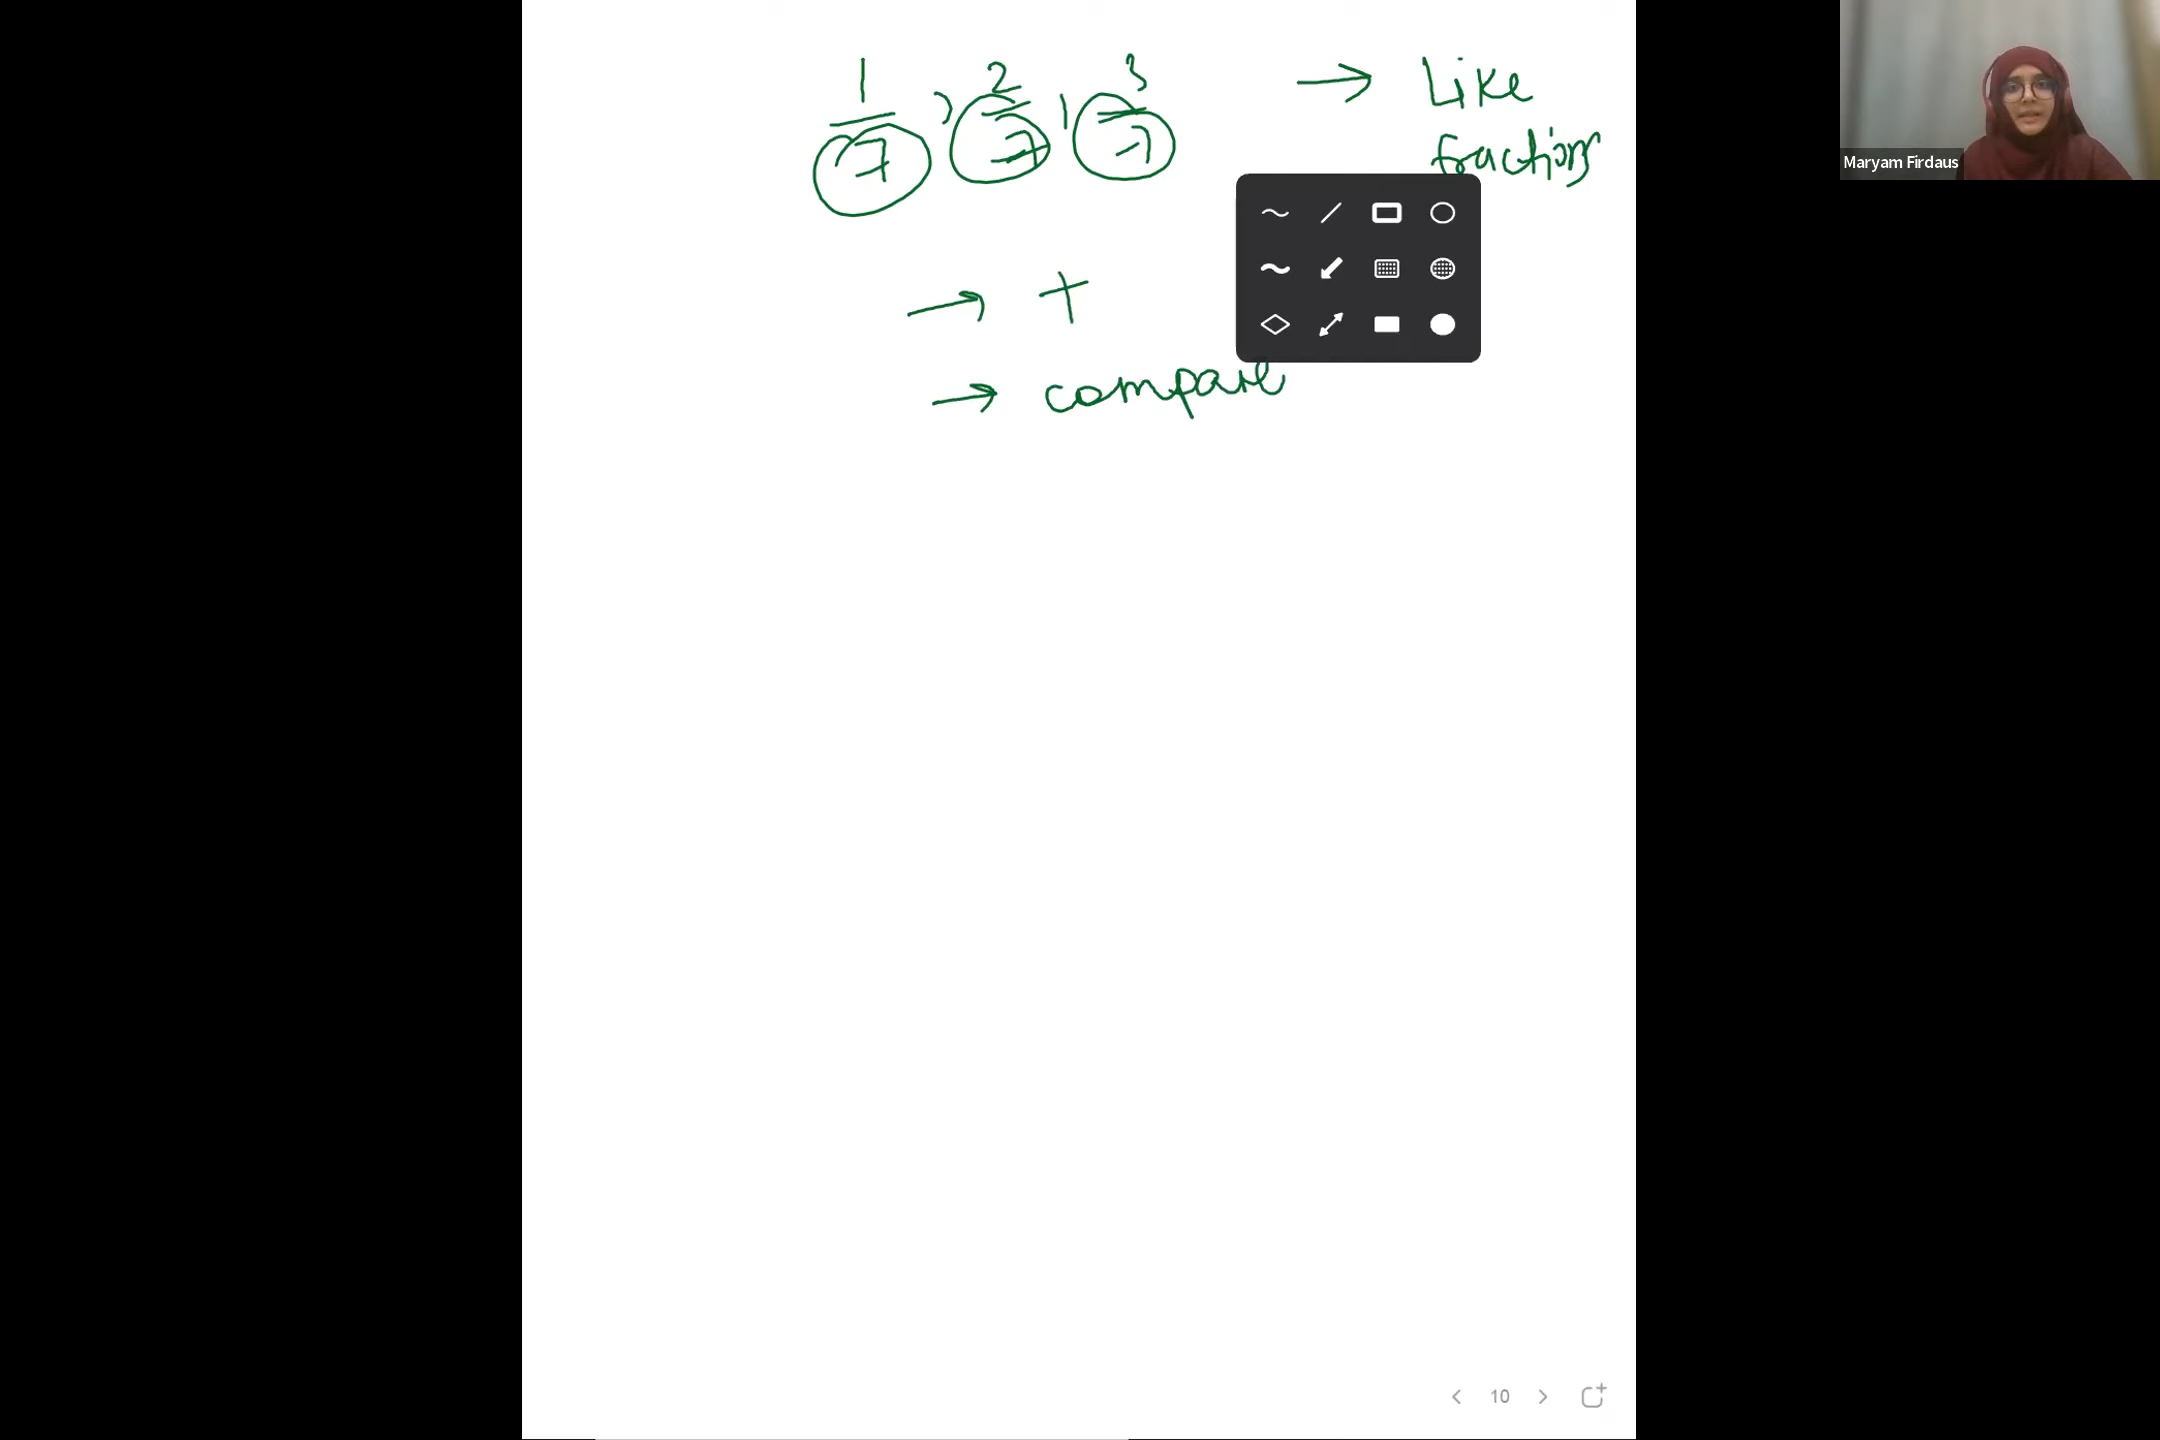 1/7 , 2/7 , 3/7 → Like
fractions
→ +
→ compare
Maryam Firdaus
10